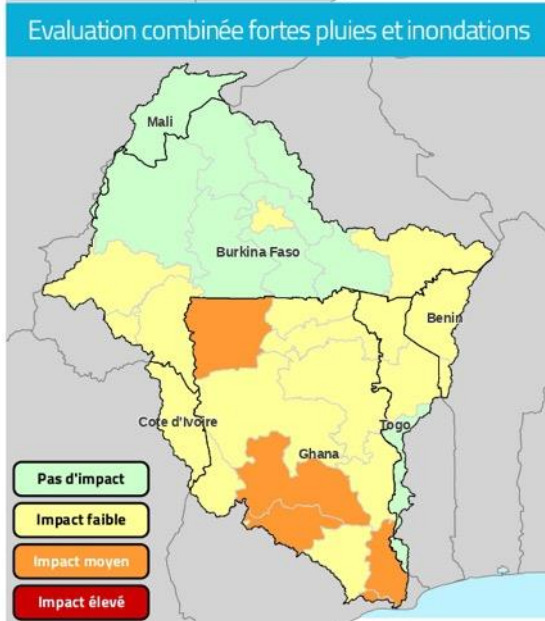 Evaluation combinée fortes pluies et inondations
Mali
Burkina Faso
Benin
Cote d'Ivoire
Togo
Ghana
Pas d'impact
Impact faible
Impact moyen
Impact élevé